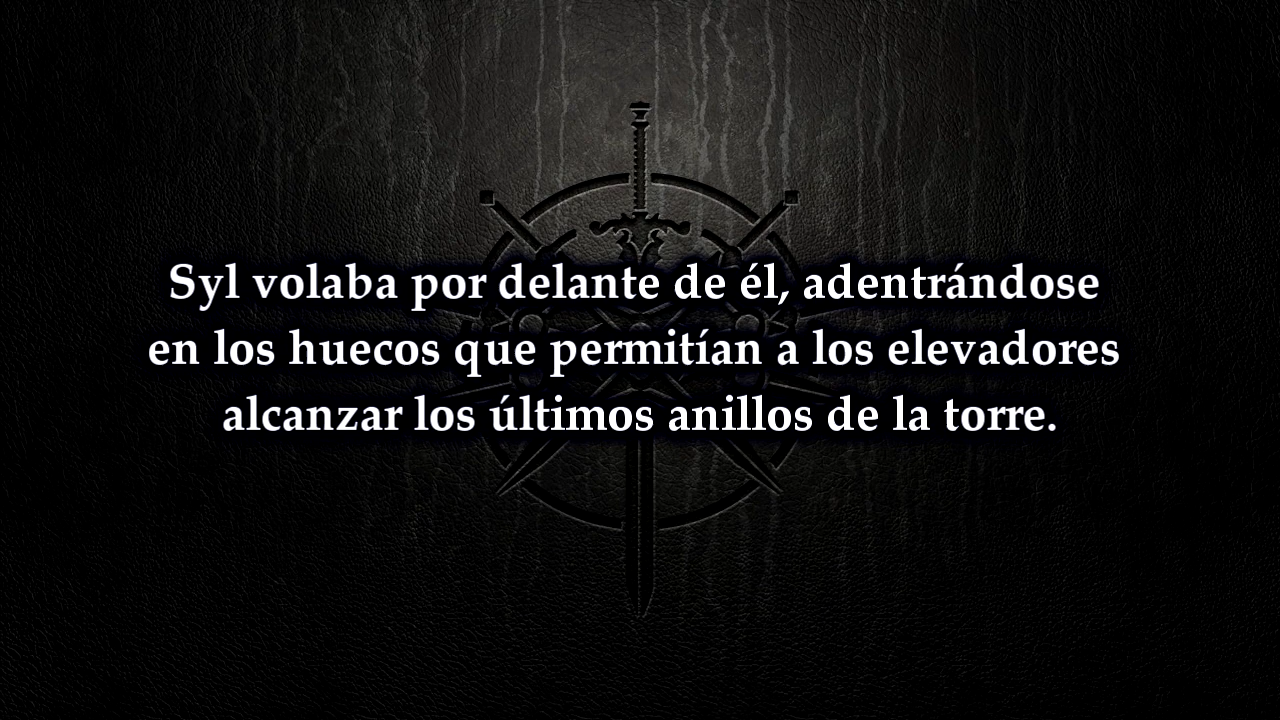 Syl volaba por delante de él, adentrándose
en los huecos que permitían a los elevadores
alcanzar los últimos anillos de la torre.